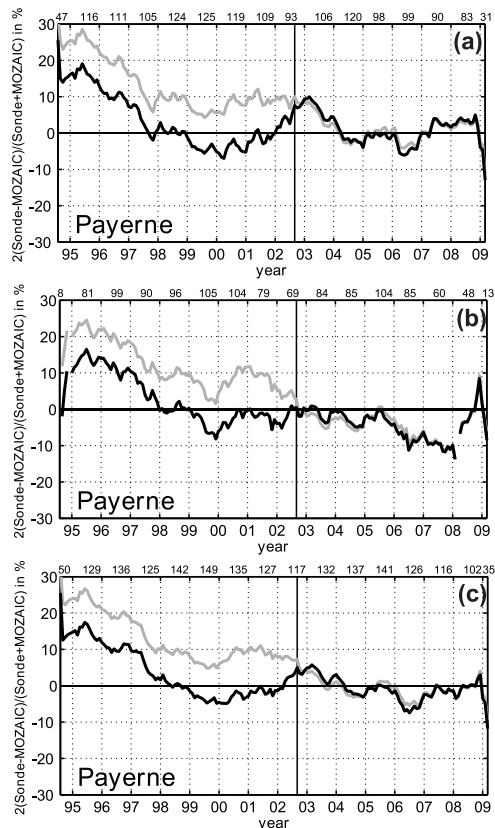 47 116 111 105 124 125 119 109 93 106 120 98 99 90 83 31
(a)
2(Sonde-MOZAIC)/(Sonde+MOZAIC) in %
30
20
10
0
-10
-20
-30
Payerne
95 96 97 98 99 00 01 02 03 04 05 06 07 08 09
year
8 81 99 90 96 105 104 79 69 84 85 104 85 60 48 13
(b)
2(Sonde-MOZAIC)/(Sonde+MOZAIC) in %
30
20
10
0
-10
-20
-30
Payerne
95 96 97 98 99 00 01 02 03 04 05 06 07 08 09
year
50 129 136 125 142 149 135 127 117 132 137 141 126 116 10235
(c)
2(Sonde-MOZAIC)/(Sonde+MOZAIC) in %
30
20
10
0
-10
-20
30
Payerne
95 96 97 98 99 00 01 02 03 04 05 06 07 08 09
year